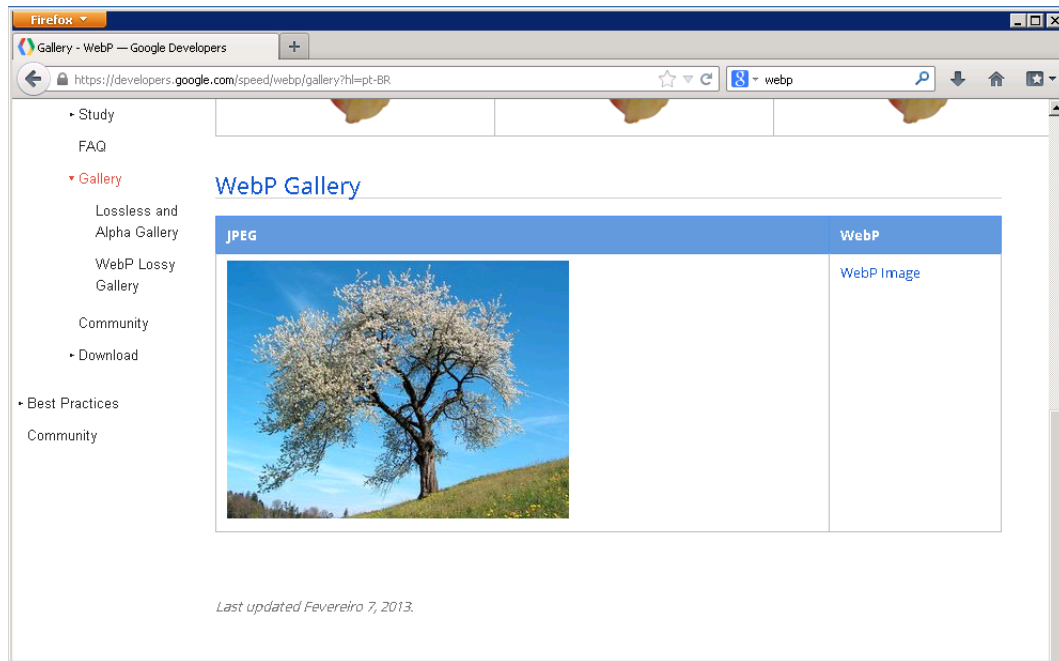 Firefox
Gallery - WebP — Google Developers
https://developers.google.com/speed/webp/gallery?hl=pt-BR
webp
Study
FAQ
Gallery
Lossless and
Alpha Gallery
WebP Lossy
Gallery
Community
Download
Best Practices
Community
WebP Gallery
JPEG WebP
WebP Image
Last updated Fevereiro 7, 2013.